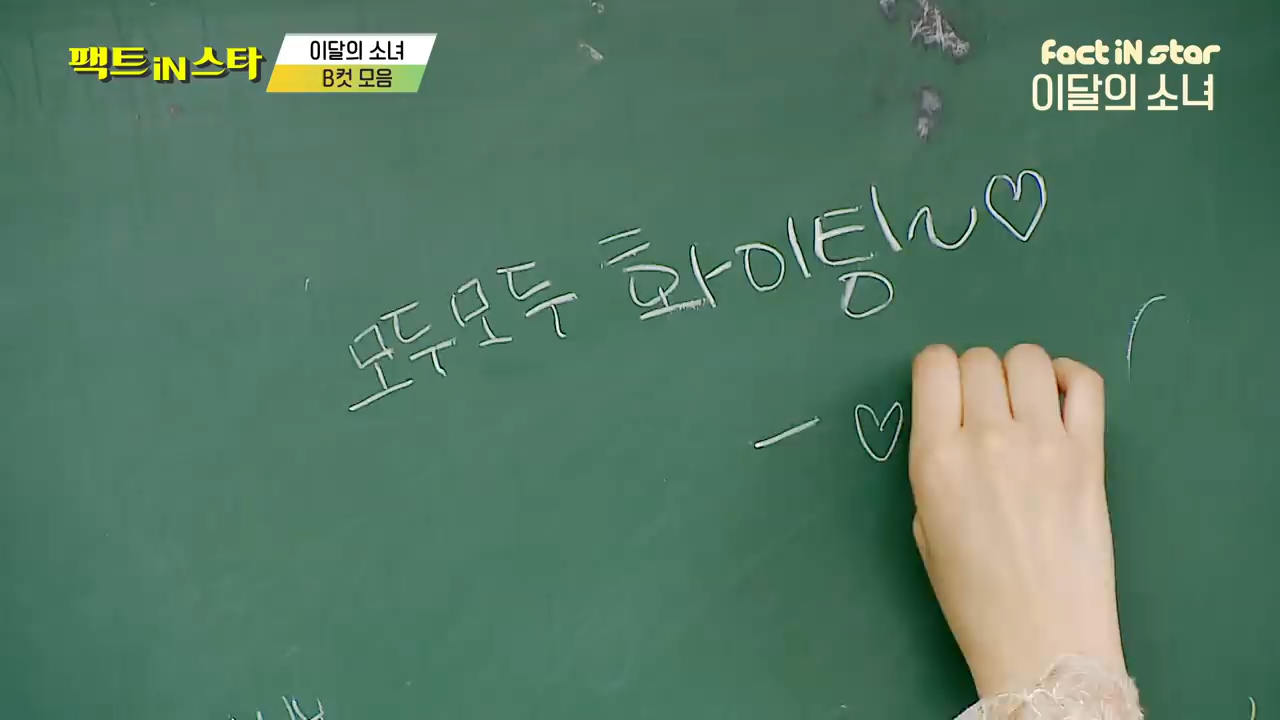 팩트iN스타
이달의 소녀
B컷 모음
fact iN star
이달의 소녀
모두모두 화이팅~♡
- ♡